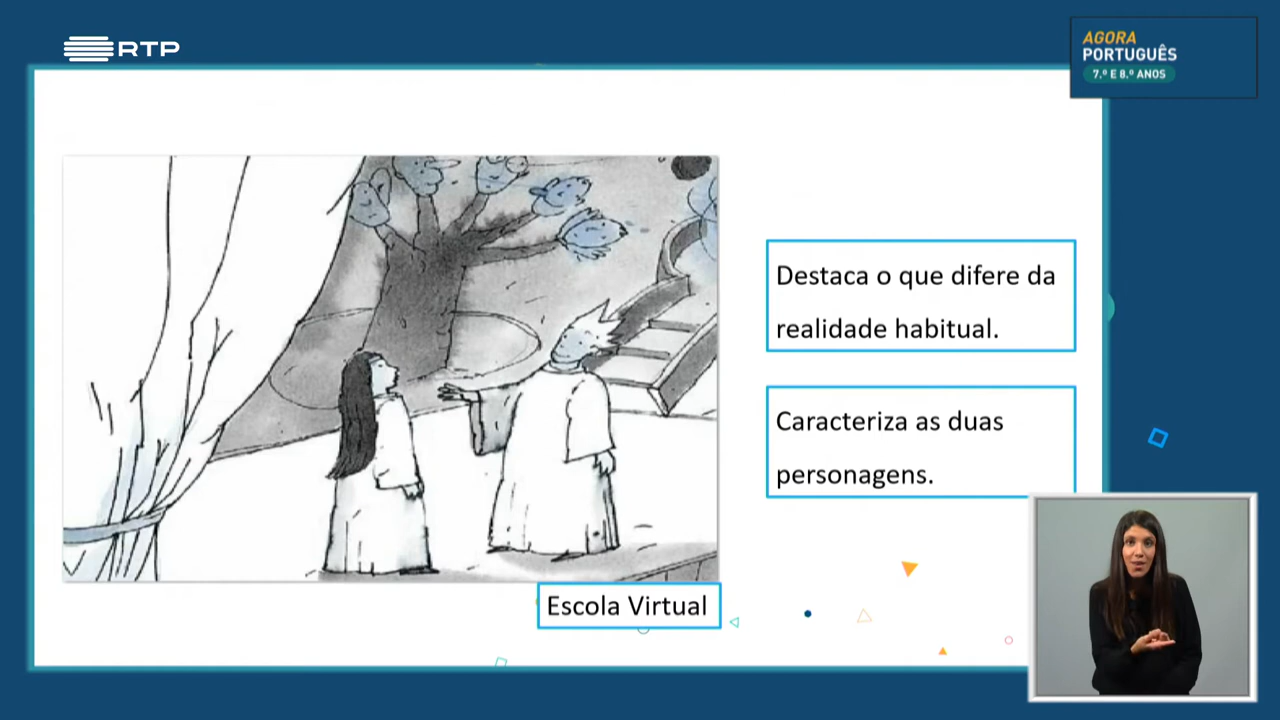 RTP
AGORA
PORTUGUÊS
7.º E 8.º ANOS
Destaca o que difere da
realidade habitual.
Caracteriza as duas
personagens.
Escola Virtual